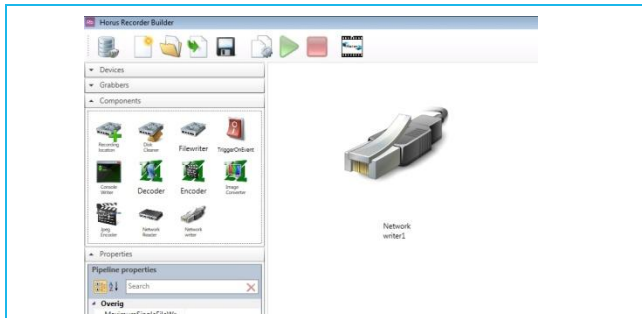 Horus Recorder Builder
Devices
Grabbers
Components
Recording
location
Disk
Cleaner
Filewriter
TriggerOnEvent
Console
Writer
Decoder
Encoder
Image
Converter
Jpeg
Encoder
Network
Reader
Network
writer
Properties
Pipeline properties
Search
Overig
Network
writer1